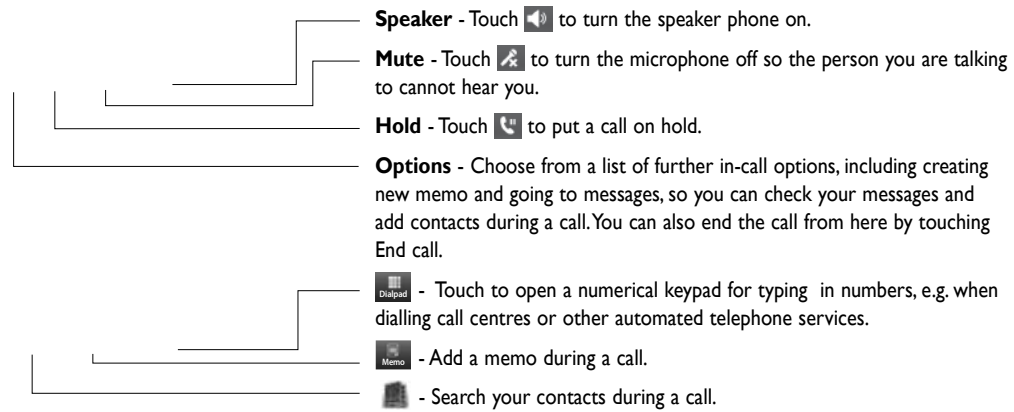 Speaker - Touch to turn the speaker phone on.
Mute - Touch to turn the microphone off so the person you are talking
to cannot hear you.
Hold - Touch to put a call on hold.
Options - Choose from a list of further in-call options, including creating
new memo and going to messages, so you can check your messages and
add contacts during a call. You can also end the call from here by touching
End call.
Dialpad - Touch to open a numerical keypad for typing in numbers, e.g. when
dialling call centres or other automated telephone services.
Memo - Add a memo during a call.
- Search your contacts during a call.